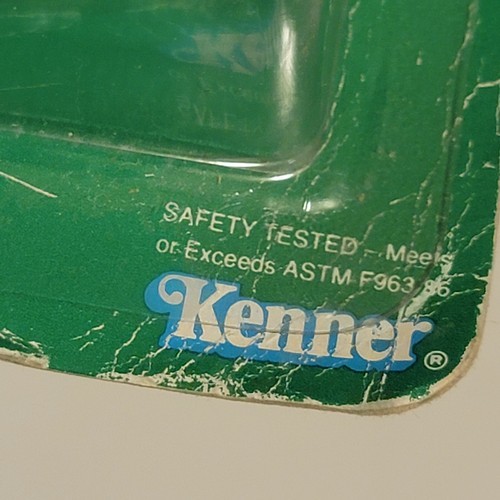 SAFETY TESTED - Meets
or Exceeds ASTM F963-86
Kenner®